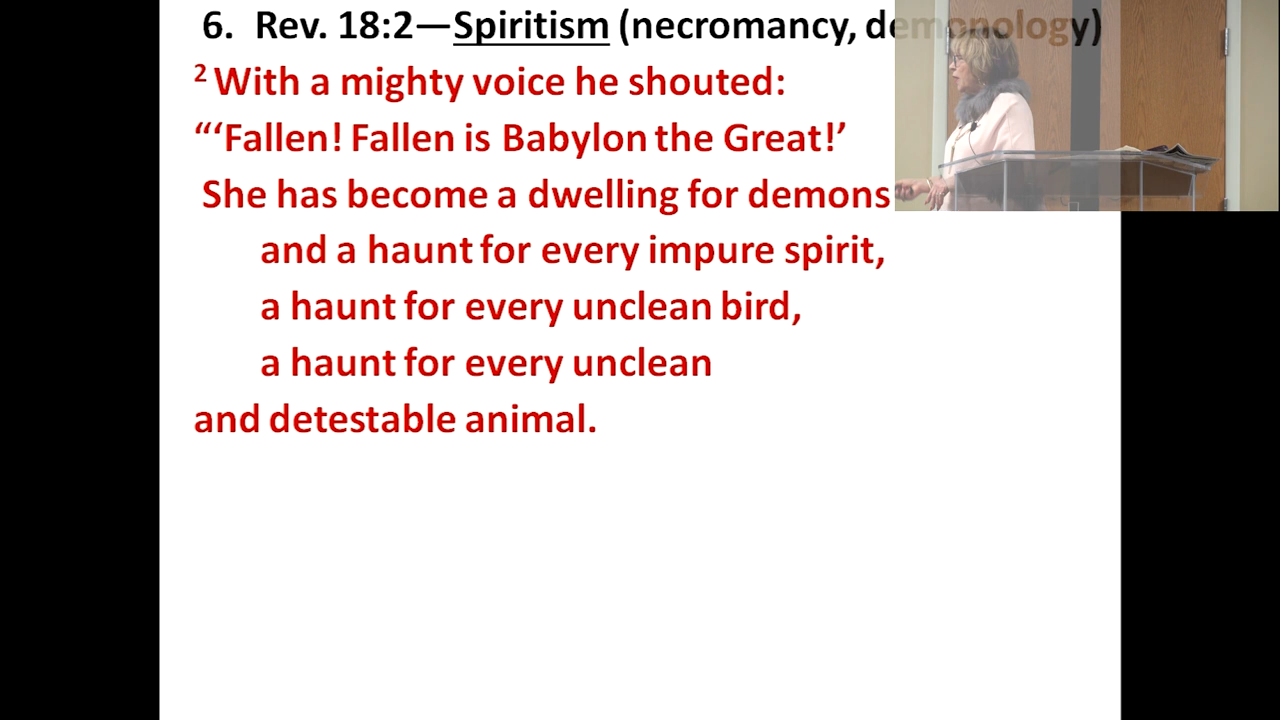 6. Rev. 18:2—Spiritism (necromancy, demonology)
2 With a mighty voice he shouted:
“‘Fallen! Fallen is Babylon the Great!’
She has become a dwelling for demons
and a haunt for every impure spirit,
a haunt for every unclean bird,
a haunt for every unclean
and detestable animal.